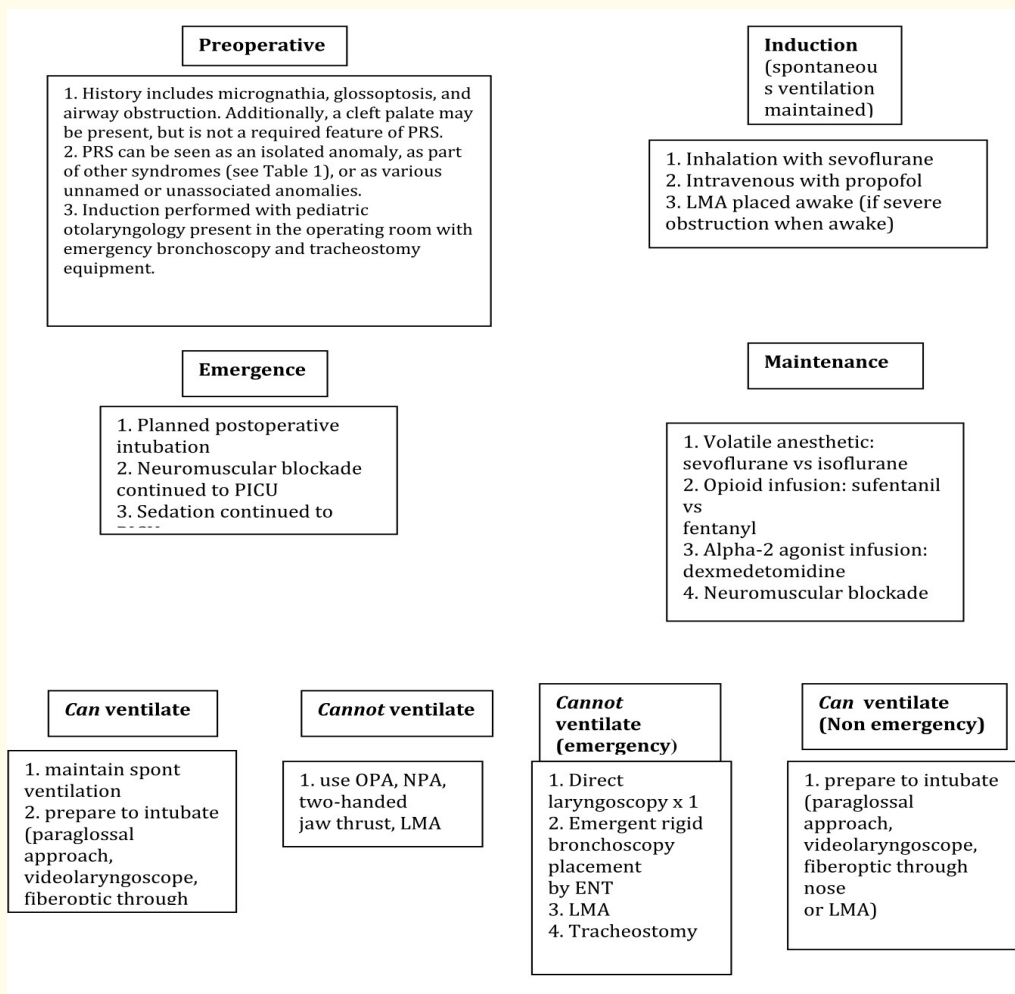 Preoperative
1. History includes micrognathia, glossoptosis, and
airway obstruction. Additionally, a cleft palate may
be present, but is not a required feature of PRS.
2. PRS can be seen as an isolated anomaly, as part
of other syndromes (see Table 1), or as various
unnamed or unassociated anomalies.
3. Induction performed with pediatric
otolaryngology present in the operating room with
emergency bronchoscopy and tracheostomy
equipment.
Induction
(spontaneou
s ventilation
maintained)
1. Inhalation with sevoflurane
2. Intravenous with propofol
3. LMA placed awake (if severe
obstruction when awake)
Emergence
1. Planned postoperative
intubation
2. Neuromuscular blockade
continued to PICU
3. Sedation continued to
Maintenance
1. Volatile anesthetic:
sevoflurane vs isoflurane
2. Opioid infusion: sufentanil
vs
fentanyl
3. Alpha-2 agonist infusion:
dexmedetomidine
4. Neuromuscular blockade
Can ventilate
1. maintain spont
ventilation
2. prepare to intubate
(paraglossal
approach,
videolaryngoscope,
fiberoptic through
Cannot ventilate
1. use OPA, NPA,
two-handed
jaw thrust, LMA
Cannot
ventilate
(emergency)
1. Direct
laryngoscopy x 1
2. Emergent rigid
bronchoscopy
placement
by ENT
3. LMA
4. Tracheostomy
Can ventilate
(Non emergency)
1. prepare to intubate
(paraglossal
approach,
videolaryngoscope,
fiberoptic through
nose
or LMA)